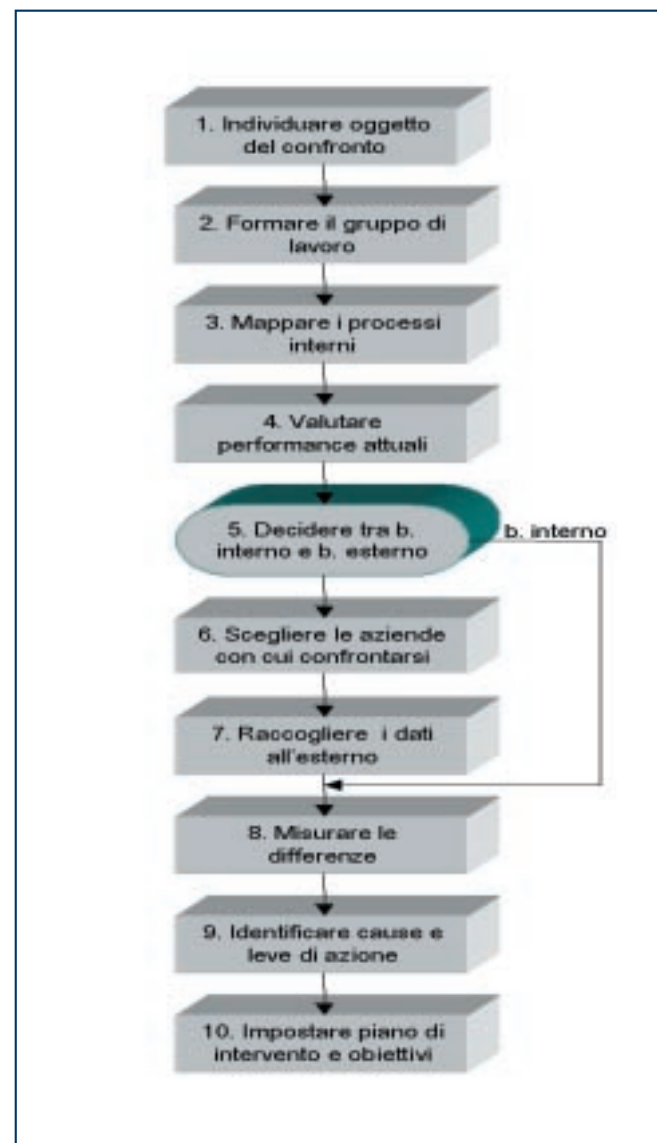 1. Individuare oggetto
del confronto
2. Formare il gruppo di
lavoro
3. Mappare i processi
interni
4. Valutare
performance attuali
5. Decidere tra b.
interno e b. esterno
b. interno
6. Scegliere le aziende
con cui confrontarsi
7. Raccogliere i dati
all'esterno
8. Misurare le
differenze
9. Identificare cause e
leve di azione
10. Impostare piano di
intervento e obiettivi